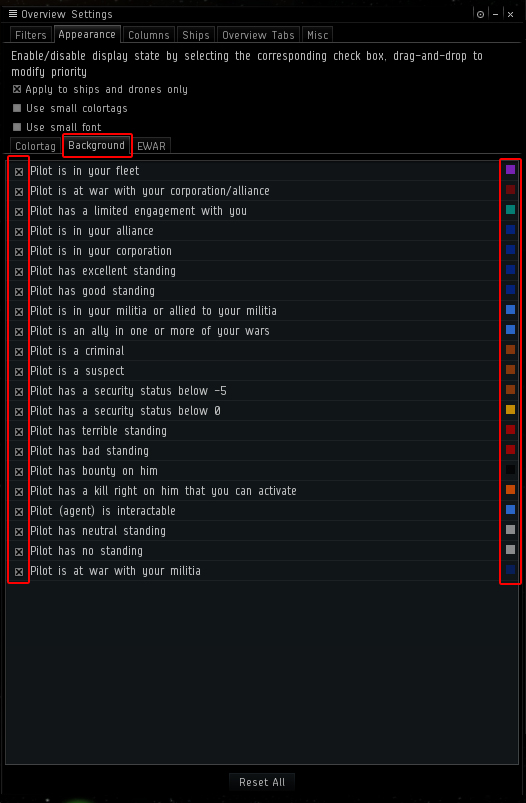 Overview Settings
Filters Appearance Columns Ships Overview Tabs Misc
Enable/disable display state by selecting the corresponding check box, drag-and-drop to
modify priority
Apply to ships and drones only
Use small colortags
Use small font
Colortag Background EWAR
Pilot is in your fleet
Pilot is at war with your corporation/alliance
Pilot has a limited engagement with you
Pilot is in your alliance
Pilot is in your corporation
Pilot has excellent standing
Pilot has good standing
Pilot is in your militia or allied to your militia
Pilot is an ally in one or more of your wars
Pilot is a criminal
Pilot is a suspect
Pilot has a security status below -5
Pilot has a security status below 0
Pilot has terrible standing
Pilot has bad standing
Pilot has bounty on him
Pilot has a kill right on him that you can activate
Pilot (agent) is interactable
Pilot has neutral standing
Pilot has no standing
Pilot is at war with your militia
Reset All